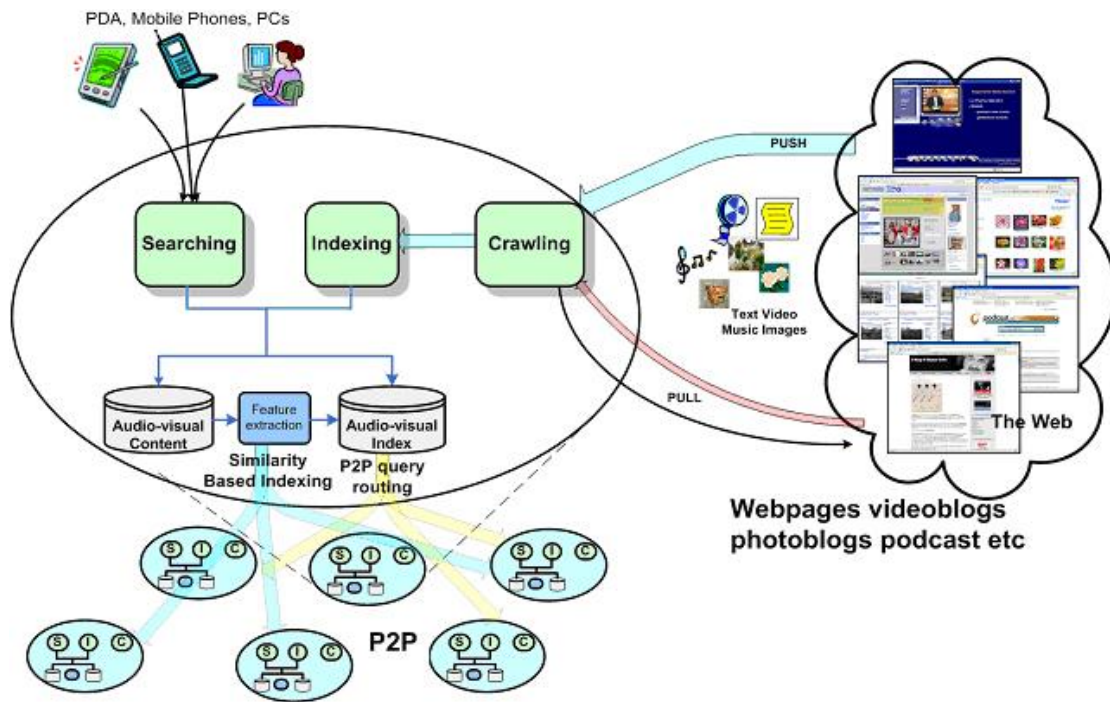 PDA, Mobile Phones, PCs
PUSH
Searching
Indexing
Crawling
Text Video
Music Images
PULL
The Web
Audio-visual
Content
Feature
extraction
Audio-visual
Index
Similarity
Based Indexing
P2P query
routing
Webpages videoblogs
photoblogs podcast etc
S I C
S I C
S I C
S I C
S I C
S I C
P2P